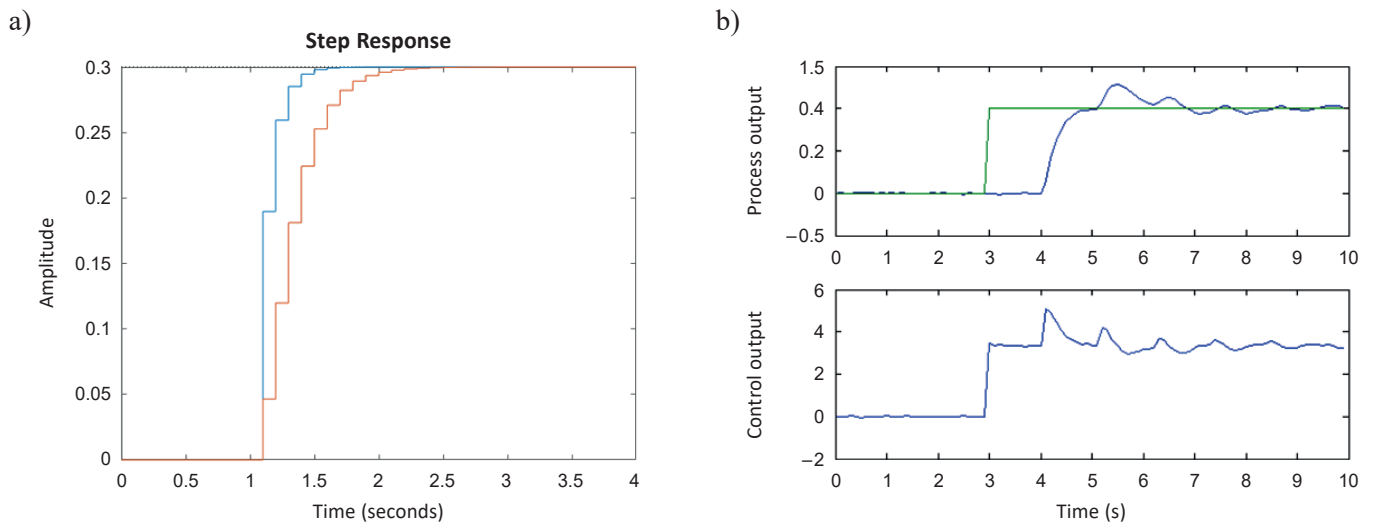 a)
Step Response
0.3
0.25
0.2
0.15
0.1
0.05
0
0 0.5 1 1.5 2 2.5 3 3.5 4
Amplitude
Time (seconds)
b)
1.5
0.4
1.2
0
−0.5
0 1 2 3 4 5 6 7 8 9 10
Process output
6
4
2
0
−2
0 1 2 3 4 5 6 7 8 9 10
Control output
Time (s)